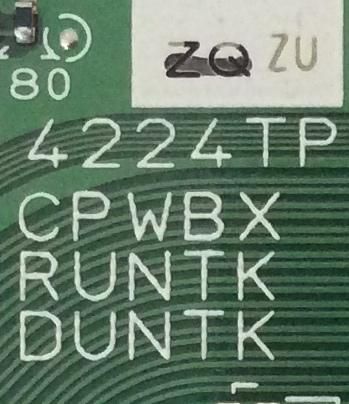 ZQ ZU
80
4224TP
CPWBX
RUNTK
DUNTK